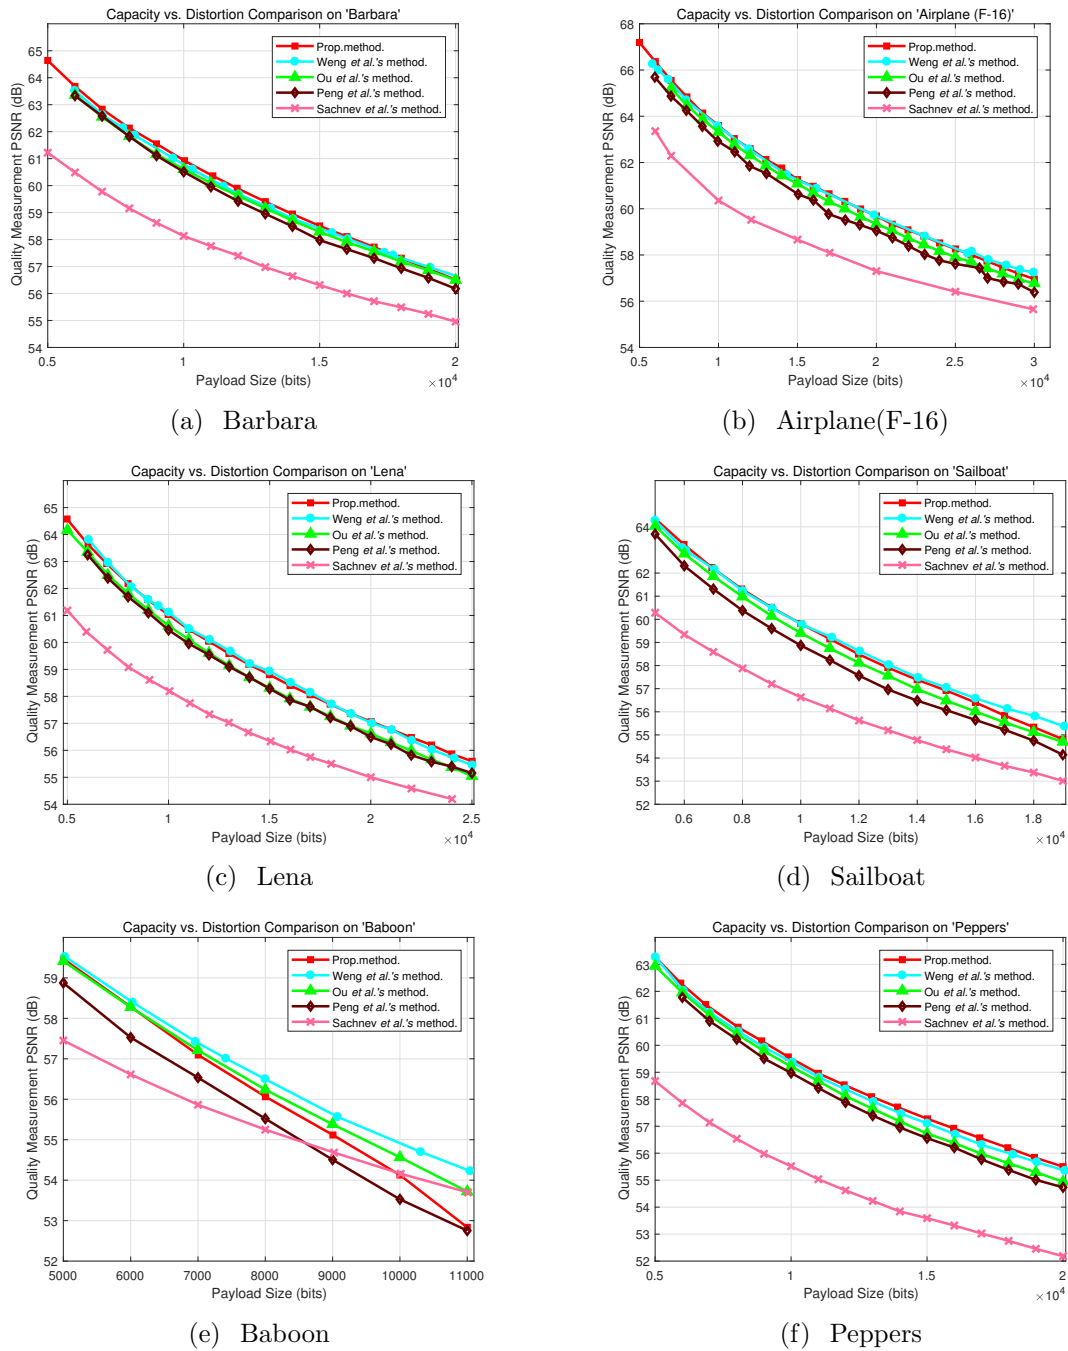 Capacity vs. Distortion Comparison on 'Barbara'
Quality Measurement PSNR (dB)
65
64
63
62
61
60
59
58
57
56
55
54
Prop.method.
Weng et al.'s method.
Ou et al.'s method.
Peng et al.'s method.
Sachnev et al.'s method.
0.5 1 1.5 2
Payload Size (bits)
×10⁴
(a) Barbara
Capacity vs. Distortion Comparison on 'Airplane (F-16)'
Quality Measurement PSNR (dB)
68
66
64
62
60
58
56
54
Prop.method.
Weng et al.'s method.
Ou et al.'s method.
Peng et al.'s method.
Sachnev et al.'s method.
0.5 1 1.5 2 2.5 3
Payload Size (bits)
×10⁴
(b) Airplane(F-16)
Capacity vs. Distortion Comparison on 'Lena'
Quality Measurement PSNR (dB)
65
64
63
62
61
60
59
58
57
56
55
54
Prop.method.
Weng et al.'s method.
Ou et al.'s method.
Peng et al.'s method.
Sachnev et al.'s method.
0.5 1 1.5 2 2.5
Payload Size (bits)
×10⁴
(c) Lena
Capacity vs. Distortion Comparison on 'Sailboat'
Quality Measurement PSNR (dB)
64
62
61
60
59
58
57
56
55
54
53
52
Prop.method.
Weng et al.'s method.
Ou et al.'s method.
Peng et al.'s method.
Sachnev et al.'s method.
0.6 0.8 1 1.2 1.4 1.6 1.8
Payload Size (bits)
×10⁴
(d) Sailboat
Capacity vs. Distortion Comparison on 'Baboon'
Quality Measurement PSNR (dB)
59
58
57
56
55
54
53
52
Prop.method.
Weng et al.'s method.
Ou et al.'s method.
Peng et al.'s method.
Sachnev et al.'s method.
5000 6000 7000 8000 9000 10000 11000
Payload Size (bits)
(e) Baboon
Capacity vs. Distortion Comparison on 'Peppers'
Quality Measurement PSNR (dB)
63
62
61
60
59
58
57
56
55
54
53
52
Prop.method.
Weng et al.'s method.
Ou et al.'s method.
Peng et al.'s method.
Sachnev et al.'s method.
0.5 1 1.5 2
Payload Size (bits)
×10⁴
(f) Peppers